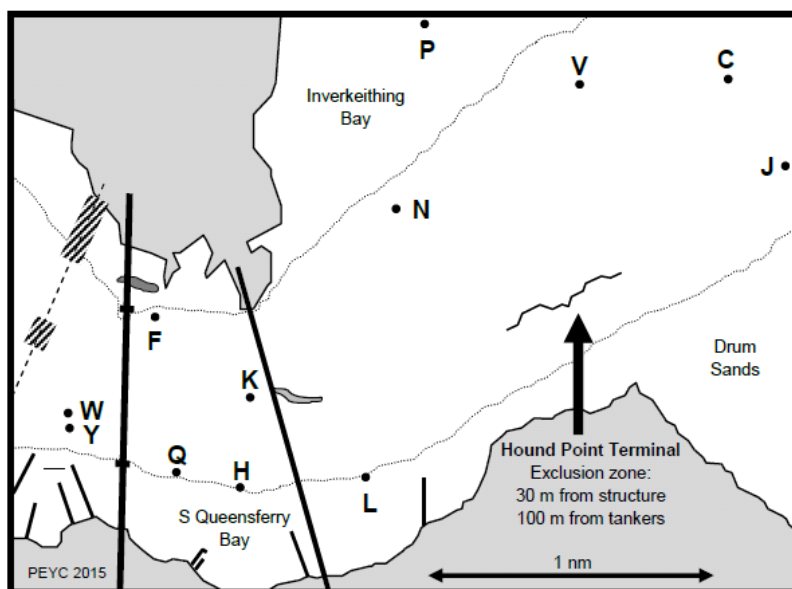 P
V
C
Inverkeithing
Bay
J
N
F
Drum
Sands
K
W
Y
Q
H
L
Hound Point Terminal
Exclusion zone:
30 m from structure
100 m from tankers
S Queensferry
Bay
1 nm
PEYC 2015